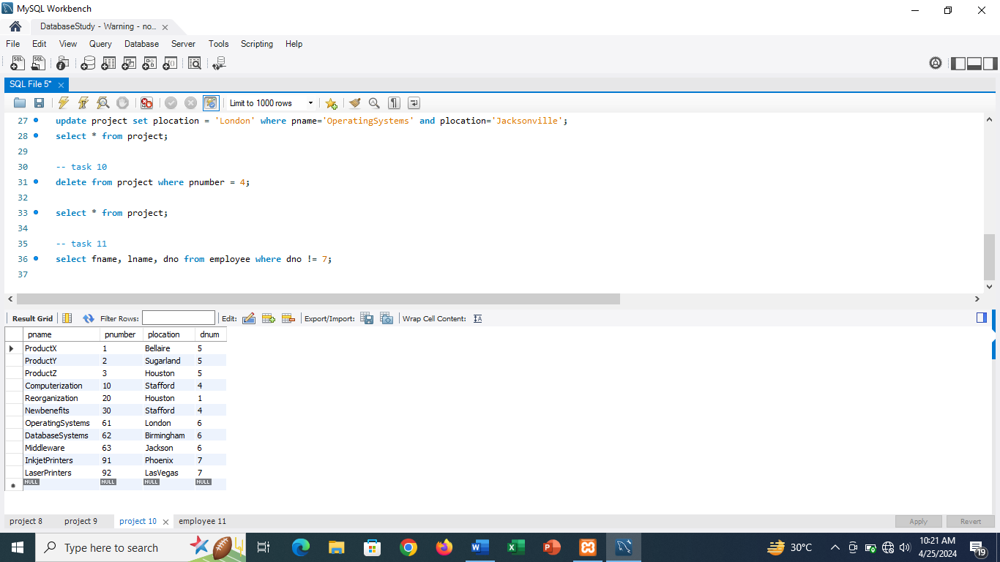 MySQL Workbench
DatabaseStudy - Warning - no...
File Edit View Query Database Server Tools Scripting Help
SQL File 5*
Limit to 1000 rows
27 update project set plocation = 'London' where pname='OperatingSystems' and plocation='Jacksonville';
28 select * from project;
29
30 -- task 10
31 delete from project where pnumber = 4;
32
33 select * from project;
34
35 -- task 11
36 select fname, lname, dno from employee where dno != 7;
37
Result Grid Filter Rows: Edit: Export/Import: Wrap Cell Content:
pname pnumber plocation dnum
ProductX 1 Bellaire 5
ProductY 2 Sugarland 5
ProductZ 3 Houston 5
Computerization 10 Stafford 4
Reorganization 20 Houston 1
Newbenefits 30 Stafford 4
OperatingSystems 61 London 6
DatabaseSystems 62 Birmingham 6
Middleware 63 Jackson 6
InkjetPrinters 91 Phoenix 7
LaserPrinters 92 LasVegas 7
NULL NULL NULL NULL
project 8 project 9 project 10 employee 11 Apply Revert
Type here to search
30°C
10:21 AM
4/25/2024
19